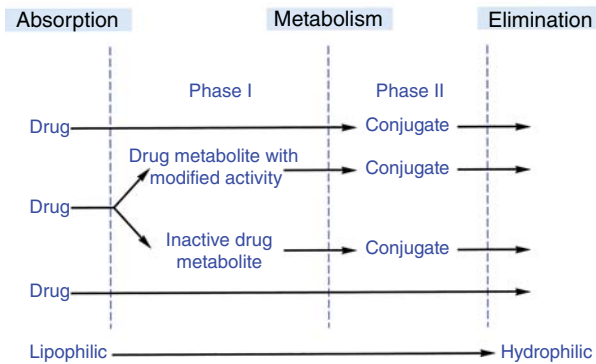 Absorption Metabolism Elimination
Phase I Phase II
Drug Conjugate
Drug metabolite with
modified activity Conjugate
Drug
Inactive drug
metabolite Conjugate
Drug
Lipophilic Hydrophilic